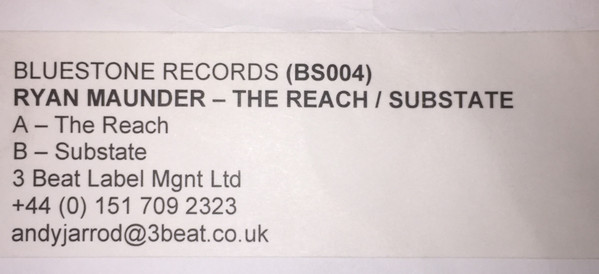 BLUESTONE RECORDS (BS004)
RYAN MAUNDER – THE REACH / SUBSTATE
A – The Reach
B – Substate
3 Beat Label Mgnt Ltd
+44 (0) 151 709 2323
andyjarrod@3beat.co.uk